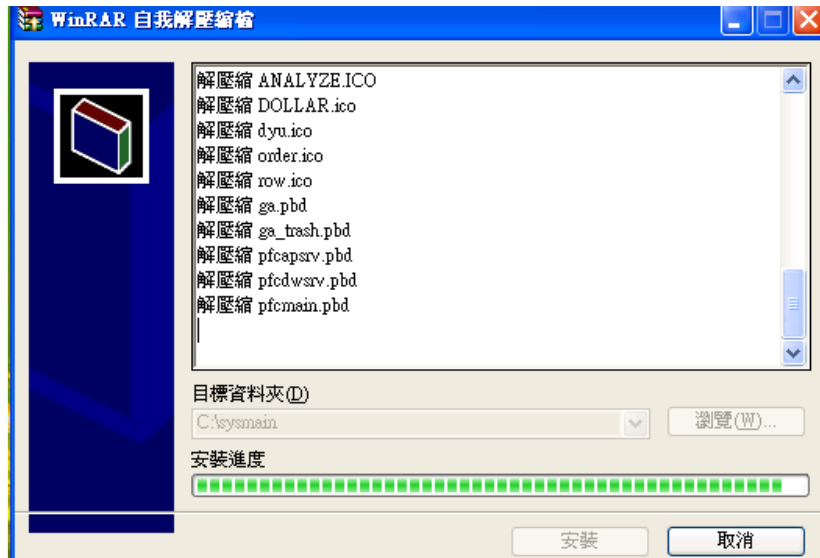 WinRAR 自我解壓縮檔
解壓縮 ANALYZE.ICO
解壓縮 DOLLAR.ico
解壓縮 dyu.ico
解壓縮 order.ico
解壓縮 row.ico
解壓縮 ga.pbd
解壓縮 ga_trash.pbd
解壓縮 pfcapsrv.pbd
解壓縮 pfcdwsrv.pbd
解壓縮 pfcmain.pbd
目標資料夾(D)
C:\sysmain
瀏覽(W)...
安裝進度
安裝
取消